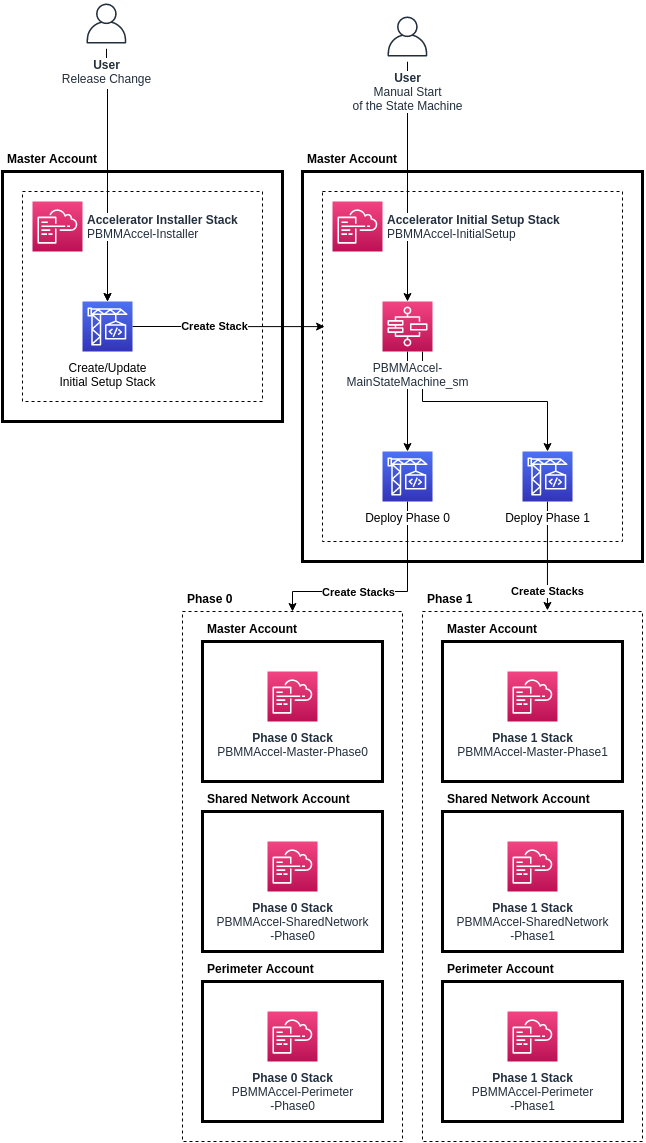 User
Release Change
User
Manual Start
of the State Machine
Master Account
Accelerator Installer Stack
PBMMAccel-Installer
Create/Update
Initial Setup Stack
Create Stack
Master Account
Accelerator Initial Setup Stack
PBMMAccel-InitialSetup
PBMMAccel-
MainStateMachine_sm
Deploy Phase 0
Deploy Phase 1
Create Stacks
Create Stacks
Phase 0
Master Account
Phase 0 Stack
PBMMAccel-Master-Phase0
Shared Network Account
Phase 0 Stack
PBMMAccel-SharedNetwork
-Phase0
Perimeter Account
Phase 0 Stack
PBMMAccel-Perimeter
-Phase0
Phase 1
Master Account
Phase 1 Stack
PBMMAccel-Master-Phase1
Shared Network Account
Phase 1 Stack
PBMMAccel-SharedNetwork
-Phase1
Perimeter Account
Phase 1 Stack
PBMMAccel-Perimeter
-Phase1